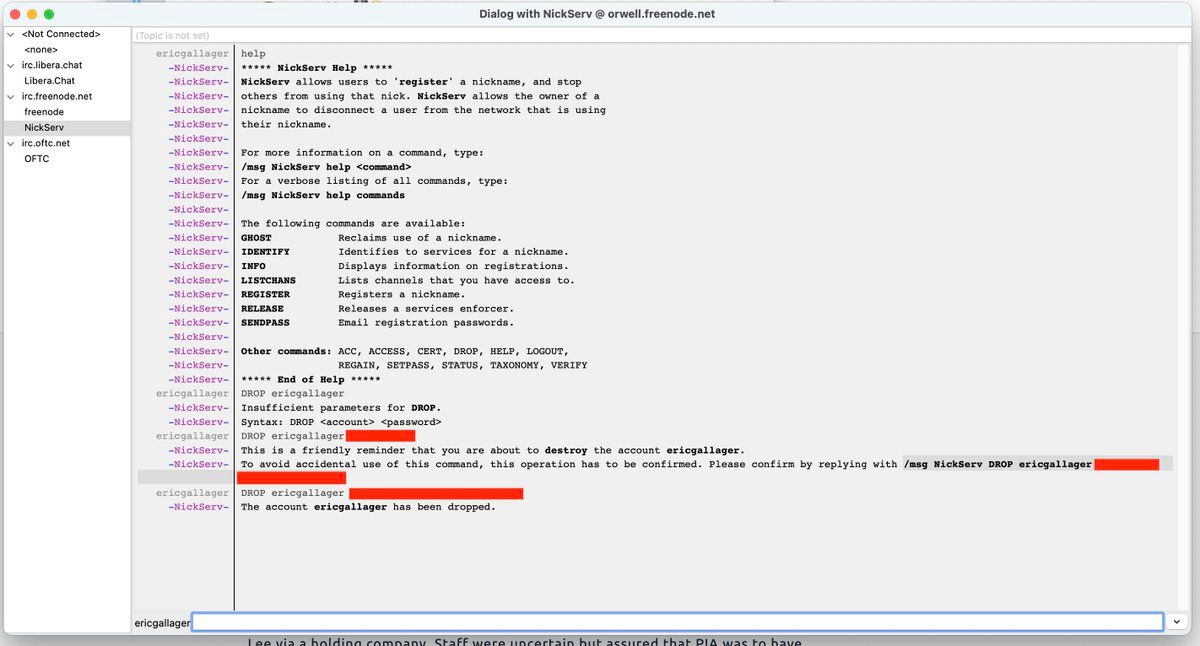 Dialog with NickServ @ orwell.freenode.net
<Not Connected>
<none>
irc.libera.chat
Libera.Chat
irc.freenode.net
freenode
NickServ
irc.oftc.net
OFTC
(Topic is not set)
ericgallager help
-NickServ- ***** NickServ Help *****
-NickServ- NickServ allows users to 'register' a nickname, and stop
-NickServ- others from using that nick. NickServ allows the owner of a
-NickServ- nickname to disconnect a user from the network that is using
-NickServ- their nickname.
-NickServ-
-NickServ- For more information on a command, type:
-NickServ- /msg NickServ help <command>
-NickServ- For a verbose listing of all commands, type:
-NickServ- /msg NickServ help commands
-NickServ-
-NickServ- The following commands are available:
-NickServ- GHOST Reclaims use of a nickname.
-NickServ- IDENTIFY Identifies to services for a nickname.
-NickServ- INFO Displays information on registrations.
-NickServ- LISTCHANS Lists channels that you have access to.
-NickServ- REGISTER Registers a nickname.
-NickServ- RELEASE Releases a services enforcer.
-NickServ- SENDPASS Email registration passwords.
-NickServ-
-NickServ- Other commands: ACC, ACCESS, CERT, DROP, HELP, LOGOUT,
-NickServ- REGAIN, SETPASS, STATUS, TAXONOMY, VERIFY
-NickServ- ***** End of Help *****
ericgallager DROP ericgallager
-NickServ- Insufficient parameters for DROP.
-NickServ- Syntax: DROP <account> <password>
ericgallager DROP ericgallager
-NickServ- This is a friendly reminder that you are about to destroy the account ericgallager.
-NickServ- To avoid accidental use of this command, this operation has to be confirmed. Please confirm by replying with /msg NickServ DROP ericgallager
ericgallager DROP ericgallager
-NickServ- The account ericgallager has been dropped.
ericgallager
Lee via a holding company. Staff were uncertain but assured that PIA was to have